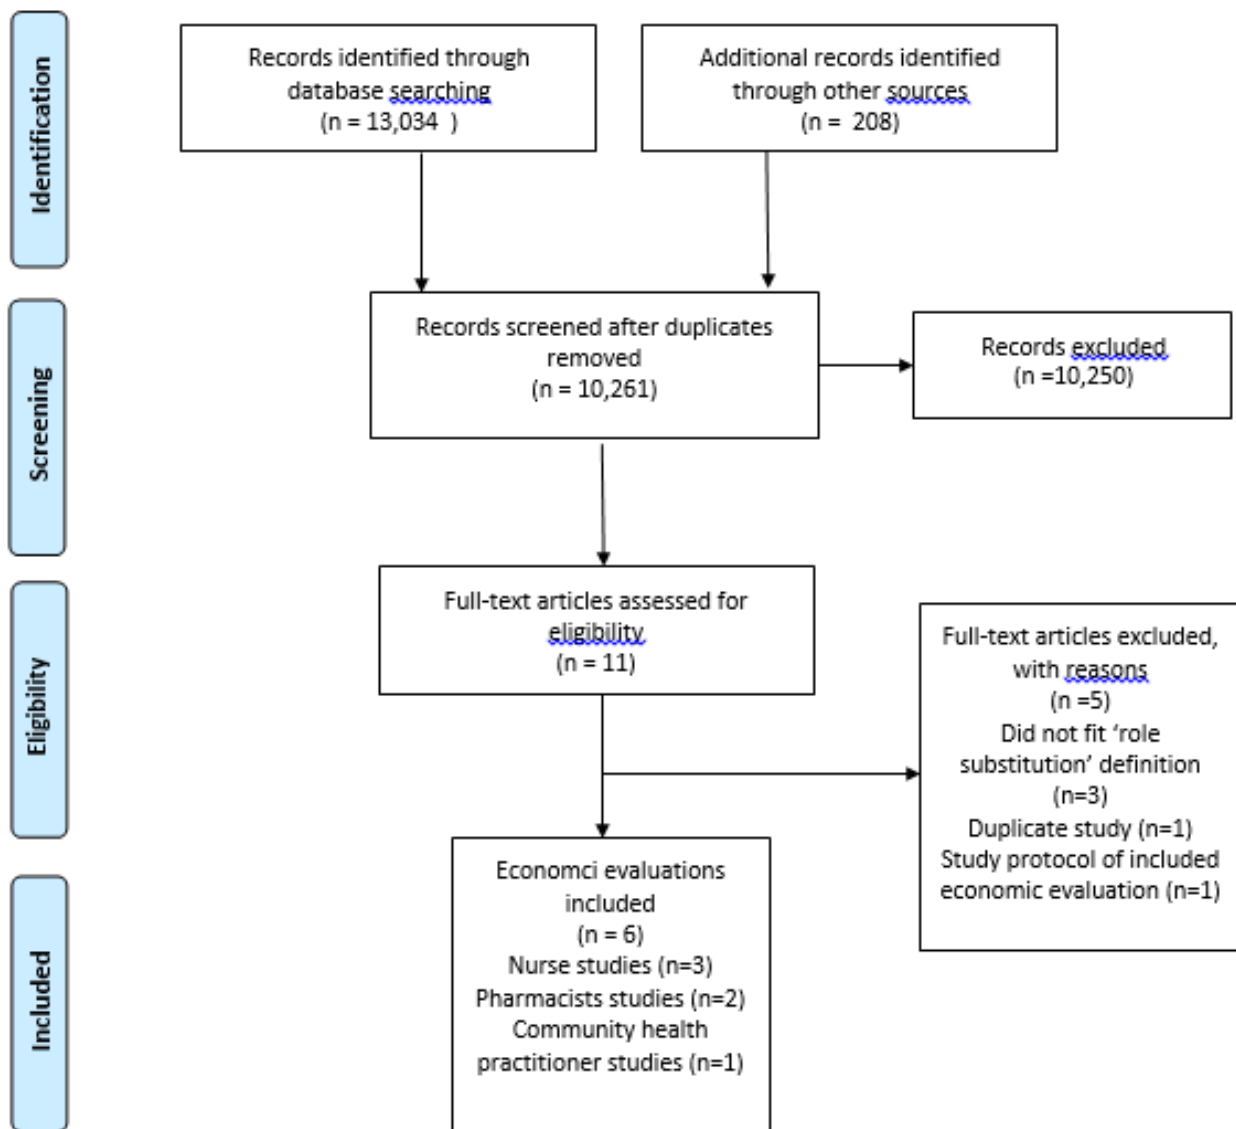 Identification
Records identified through
database searching
(n = 13,034  )
Additional records identified
through other sources
(n =  208)
Screening
Records screened after duplicates
removed
(n = 10,261)
Records excluded
(n =10,250)
Eligibility
Full-text articles assessed for
eligibility
(n = 11)
Full-text articles excluded,
with reasons
(n =5)
Did not fit ‘role
substitution’ definition
(n=3)
Duplicate study (n=1)
Study protocol of included
economic evaluation (n=1)
Included
Economci evaluations
included
(n = 6)
Nurse studies (n=3)
Pharmacists studies (n=2)
Community health
practitioner studies (n=1)